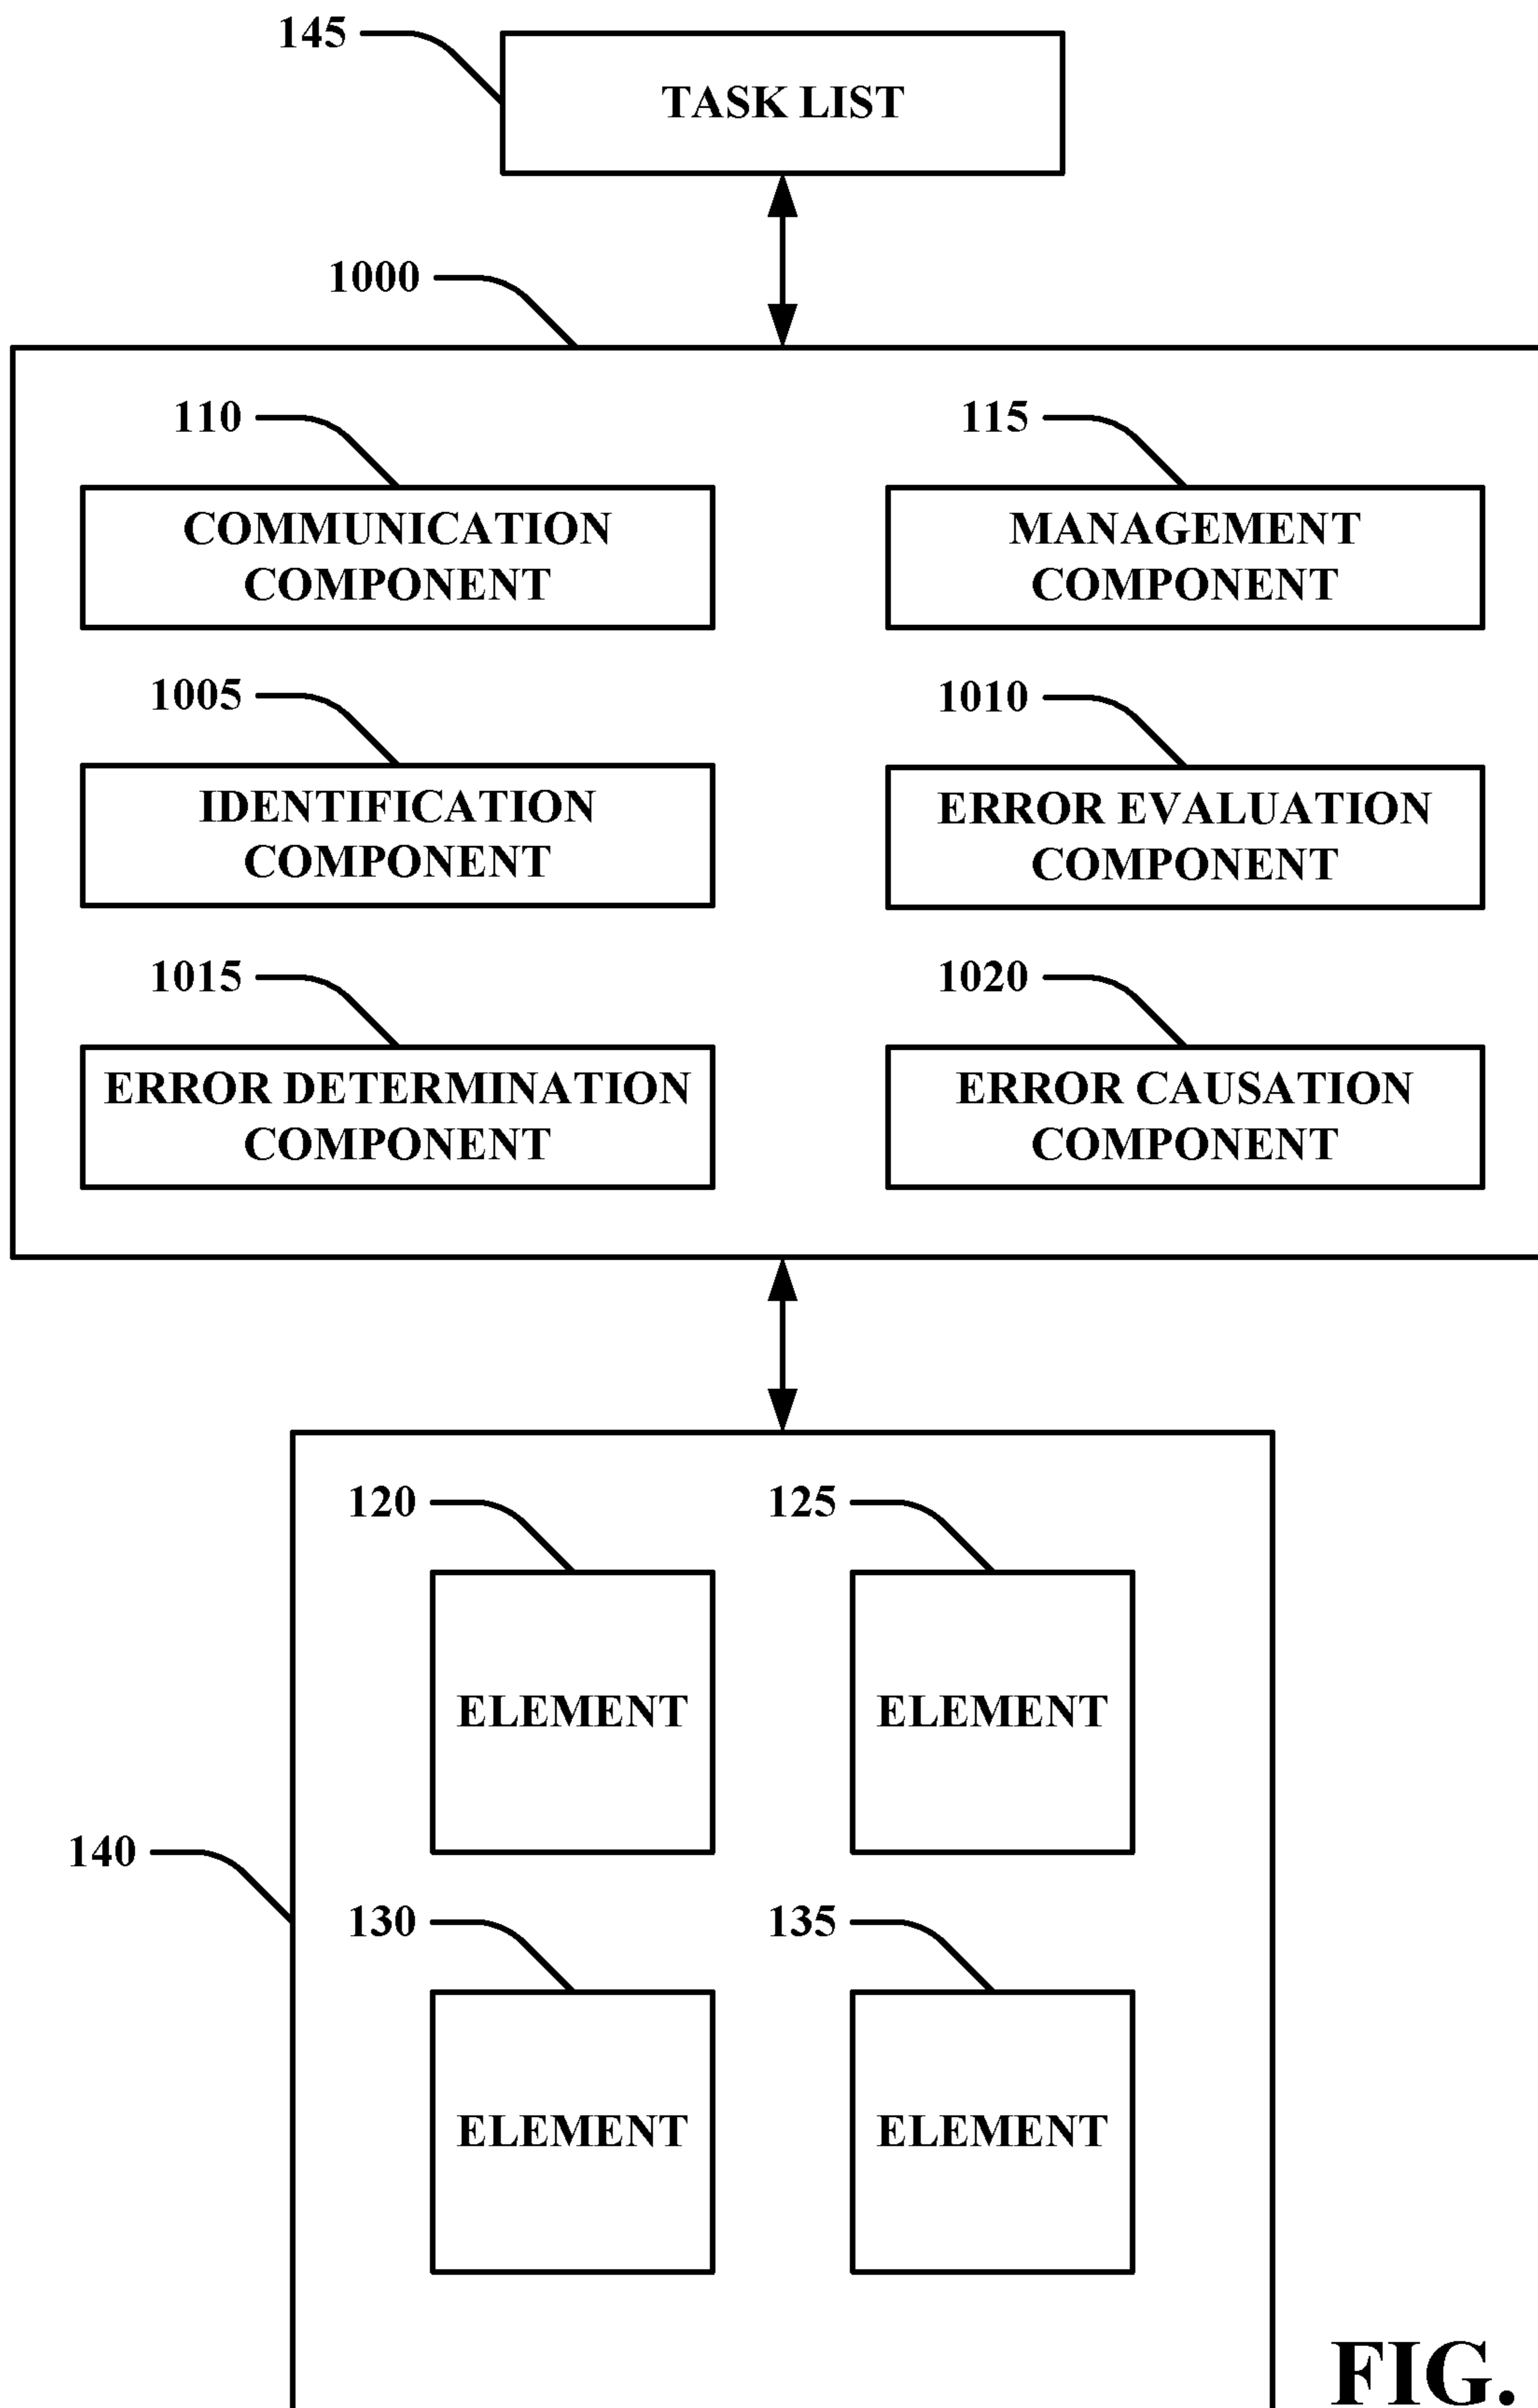 145
TASK LIST
1000
110
115
COMMUNICATION
COMPONENT
MANAGEMENT
COMPONENT
1005
1010
IDENTIFICATION
COMPONENT
ERROR EVALUATION
COMPONENT
1015
1020
ERROR DETERMINATION
COMPONENT
ERROR CAUSATION
COMPONENT
120
125
ELEMENT
ELEMENT
140
130
135
ELEMENT
ELEMENT
FIG.